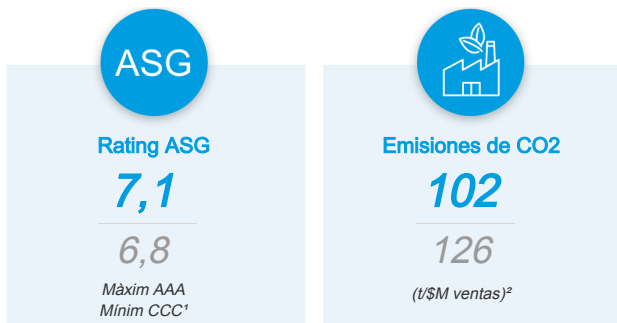 ASG
Rating ASG
7,1
6,8
Màxim AAA
Mínim CCC¹
Emisiones de CO2
102
126
(t/$M ventas)²